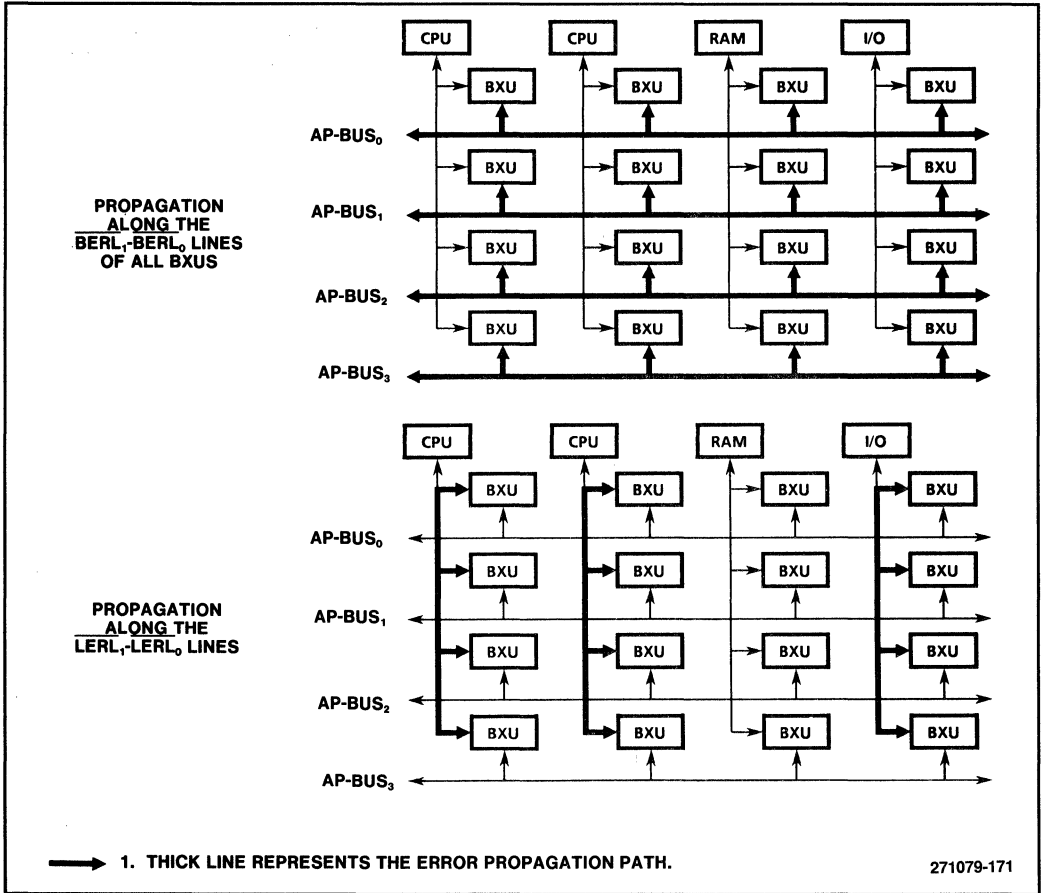 CPU CPU RAM I/O
BXU BXU BXU BXU
AP-BUS₀
BXU BXU BXU BXU
AP-BUS₁
BXU BXU BXU BXU
AP-BUS₂
BXU BXU BXU BXU
AP-BUS₃
PROPAGATION
ALONG THE
BERL₁-BERL₀ LINES
OF ALL BXUS
CPU CPU RAM I/O
BXU BXU BXU BXU
AP-BUS₀
BXU BXU BXU BXU
AP-BUS₁
BXU BXU BXU BXU
AP-BUS₂
BXU BXU BXU BXU
AP-BUS₃
PROPAGATION
ALONG THE
LERL₁-LERL₀ LINES
1. THICK LINE REPRESENTS THE ERROR PROPAGATION PATH.
271079-171